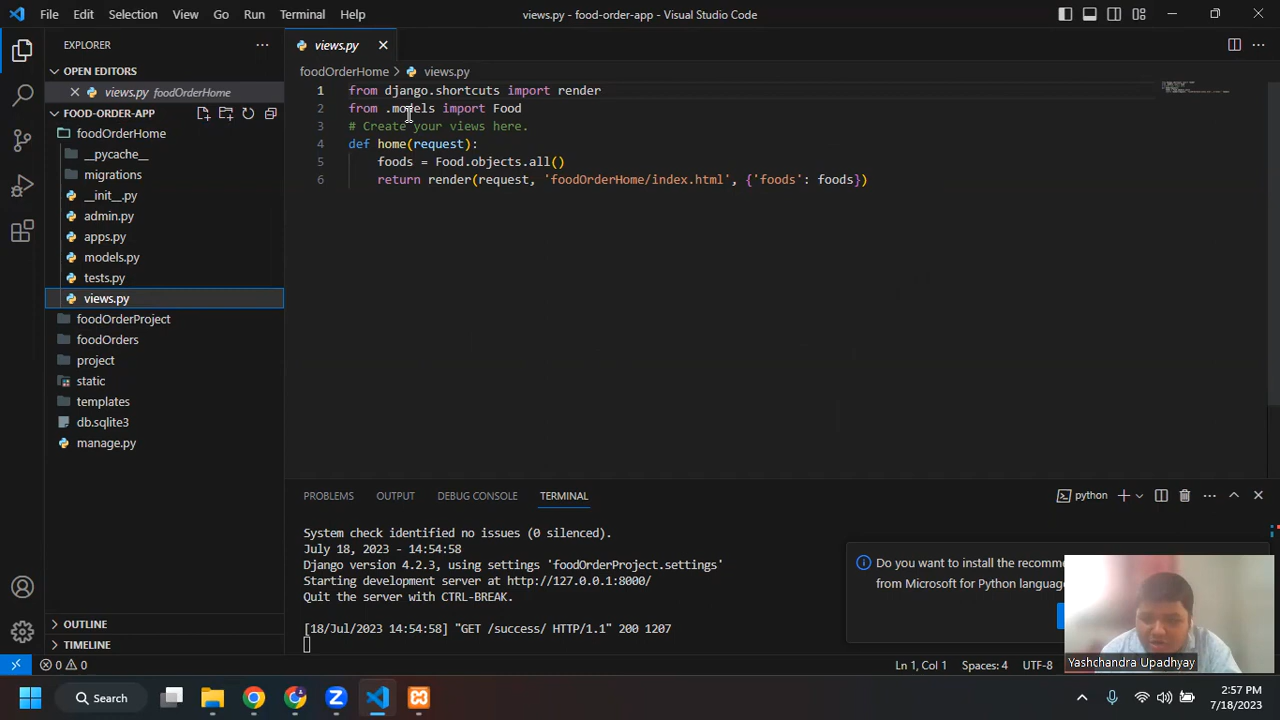 File Edit Selection View Go Run Terminal Help
views.py - food-order-app - Visual Studio Code
EXPLORER
views.py
OPEN EDITORS
views.py foodOrderHome
foodOrderHome > views.py
FOOD-ORDER-APP
foodOrderHome
__pycache__
migrations
__init__.py
admin.py
apps.py
models.py
tests.py
views.py
foodOrderProject
foodOrders
project
static
templates
db.sqlite3
manage.py
1 from django.shortcuts import render
2 from .models import Food
3 # Create your views here.
4 def home(request):
5 foods = Food.objects.all()
6 return render(request, 'foodOrderHome/index.html', {'foods': foods})
PROBLEMS OUTPUT DEBUG CONSOLE TERMINAL
python
System check identified no issues (0 silenced).
July 18, 2023 - 14:54:58
Django version 4.2.3, using settings 'foodOrderProject.settings'
Starting development server at http://127.0.0.1:8000/
Quit the server with CTRL-BREAK.
[18/Jul/2023 14:54:58] "GET /success/ HTTP/1.1" 200 1207
Do you want to install the recomm
from Microsoft for Python languag
Yashchandra Upadhyay
OUTLINE
TIMELINE
0 0
Ln 1, Col 1 Spaces: 4 UTF-8
Search
2:57 PM
7/18/2023